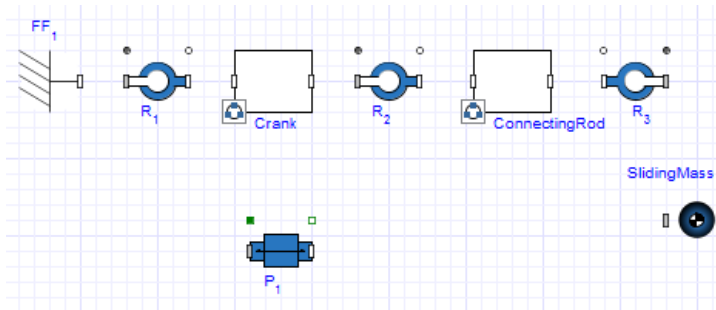 FF1
R1
Crank
R2
ConnectingRod
R3
SlidingMass
P1